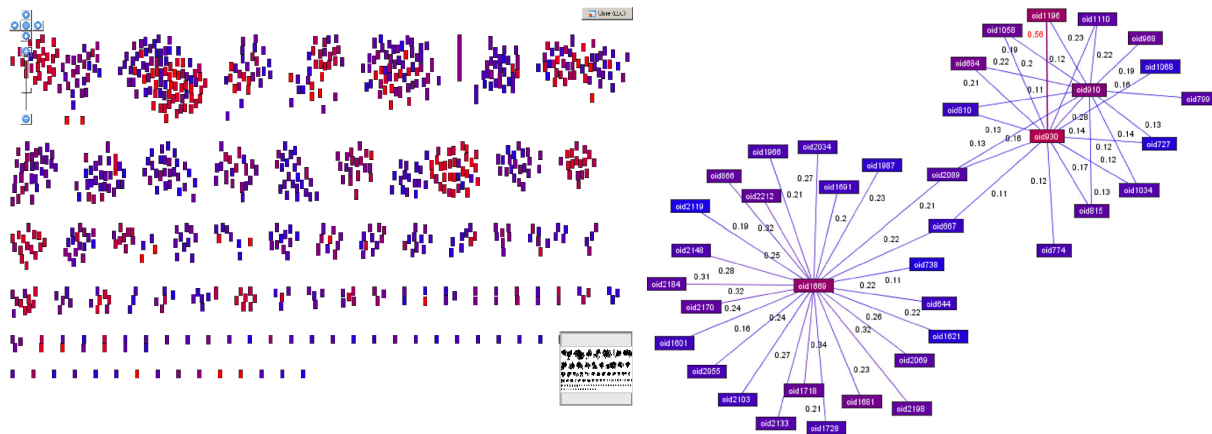 Close (ESC)
oid1196
oid1110
oid1058
0.56
0.23
oid968
0.19
0.12
0.22
oid684
0.22
0.2
0.19
oid1068
0.21
0.11
0.16
oid910
oid799
oid810
0.28
0.13
0.13
0.16
oid930
0.14
0.14
oid727
0.12
oid2034
oid1966
oid1987
0.13
oid2089
0.17
0.12
oid866
0.27
oid1691
0.12
oid2212
0.21
0.23
0.13
oid1034
oid2119
0.21
0.11
oid815
0.19
0.32
0.2
0.22
oid667
oid2148
0.25
oid774
0.28
oid738
0.31
0.11
oid2184
0.32
oid1669
0.22
oid2170
0.24
oid644
0.24
0.26
0.22
oid1601
0.16
0.32
oid1621
0.34
oid2069
oid2055
0.27
0.23
oid2103
oid1718
oid1681
0.21
oid2198
oid2133
oid1728